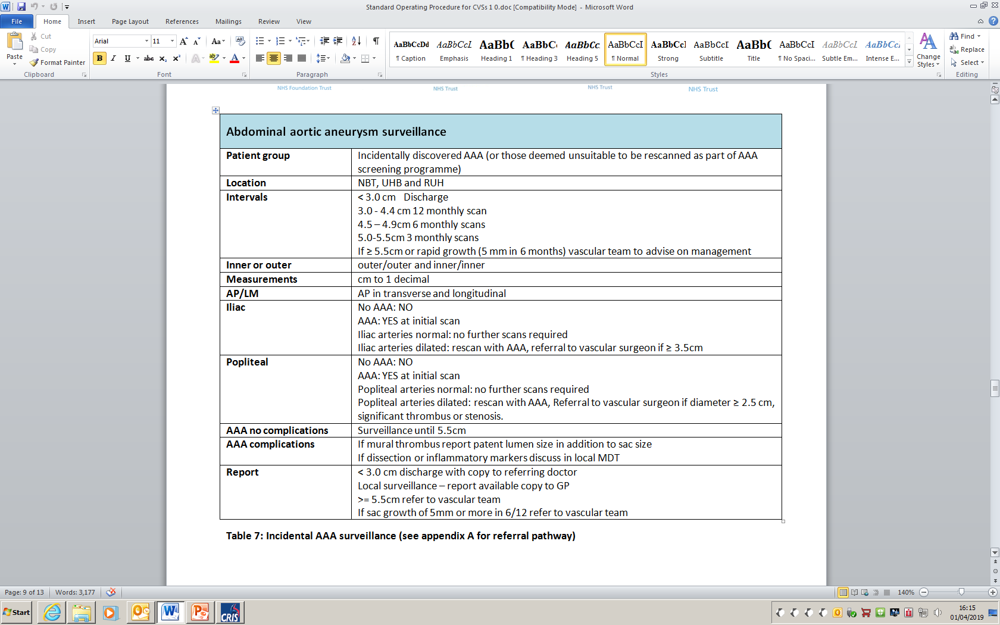 Standard Operating Procedure for CVSs 1 0.doc [Compatibility Mode] - Microsoft Word
File Home Insert Page Layout References Mailings Review View
Paste
Cut
Copy
Format Painter
Clipboard
Arial 11
Font
Paragraph
AaBbCcDd AaBbCcI AaBbC AaBbC AaBbCc AaBbCcI AaBbCcI AaBbCcI AaBbC AaBbCcI AaBbCcI AaBbCcI
¶ Caption Emphasis Heading 1 ¶ Heading 3 Heading 5 ¶ Normal Strong Subtitle Title ¶ No Spaci... Subtle Em... Intense E...
Styles
Change Styles
Find
Replace
Select
Editing
NHS Foundation Trust NHS Trust NHS Trust NHS Trust
Abdominal aortic aneurysm surveillance
Patient group Incidentally discovered AAA (or those deemed unsuitable to be rescanned as part of AAA
screening programme)
Location NBT, UHB and RUH
Intervals < 3.0 cm Discharge
3.0 - 4.4 cm 12 monthly scan
4.5 – 4.9cm 6 monthly scans
5.0-5.5cm 3 monthly scans
If ≥ 5.5cm or rapid growth (5 mm in 6 months) vascular team to advise on management
Inner or outer outer/outer and inner/inner
Measurements cm to 1 decimal
AP/LM AP in transverse and longitudinal
Iliac No AAA: NO
AAA: YES at initial scan
Iliac arteries normal: no further scans required
Iliac arteries dilated: rescan with AAA, referral to vascular surgeon if ≥ 3.5cm
Popliteal No AAA: NO
AAA: YES at initial scan
Popliteal arteries normal: no further scans required
Popliteal arteries dilated: rescan with AAA, Referral to vascular surgeon if diameter ≥ 2.5 cm,
significant thrombus or stenosis.
AAA no complications Surveillance until 5.5cm
AAA complications If mural thrombus report patent lumen size in addition to sac size
If dissection or inflammatory markers discuss in local MDT
Report < 3.0 cm discharge with copy to referring doctor
Local surveillance – report available copy to GP
>= 5.5cm refer to vascular team
If sac growth of 5mm or more in 6/12 refer to vascular team
Table 7: Incidental AAA surveillance (see appendix A for referral pathway)
Page: 9 of 13 Words: 3,177 140%
Start CRIS 16:15
01/04/2019